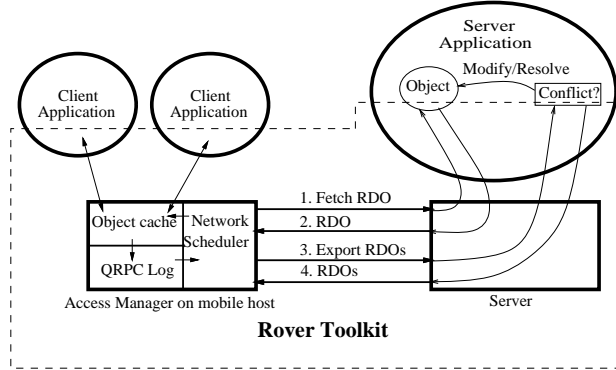 Server
Application
Modify/Resolve
Object
Conflict?
Client
Application
Client
Application
1. Fetch RDO
Object cache
Network
Scheduler
2. RDO
3. Export RDOs
QRPC Log
4. RDOs
Access Manager on mobile host
Server
Rover Toolkit